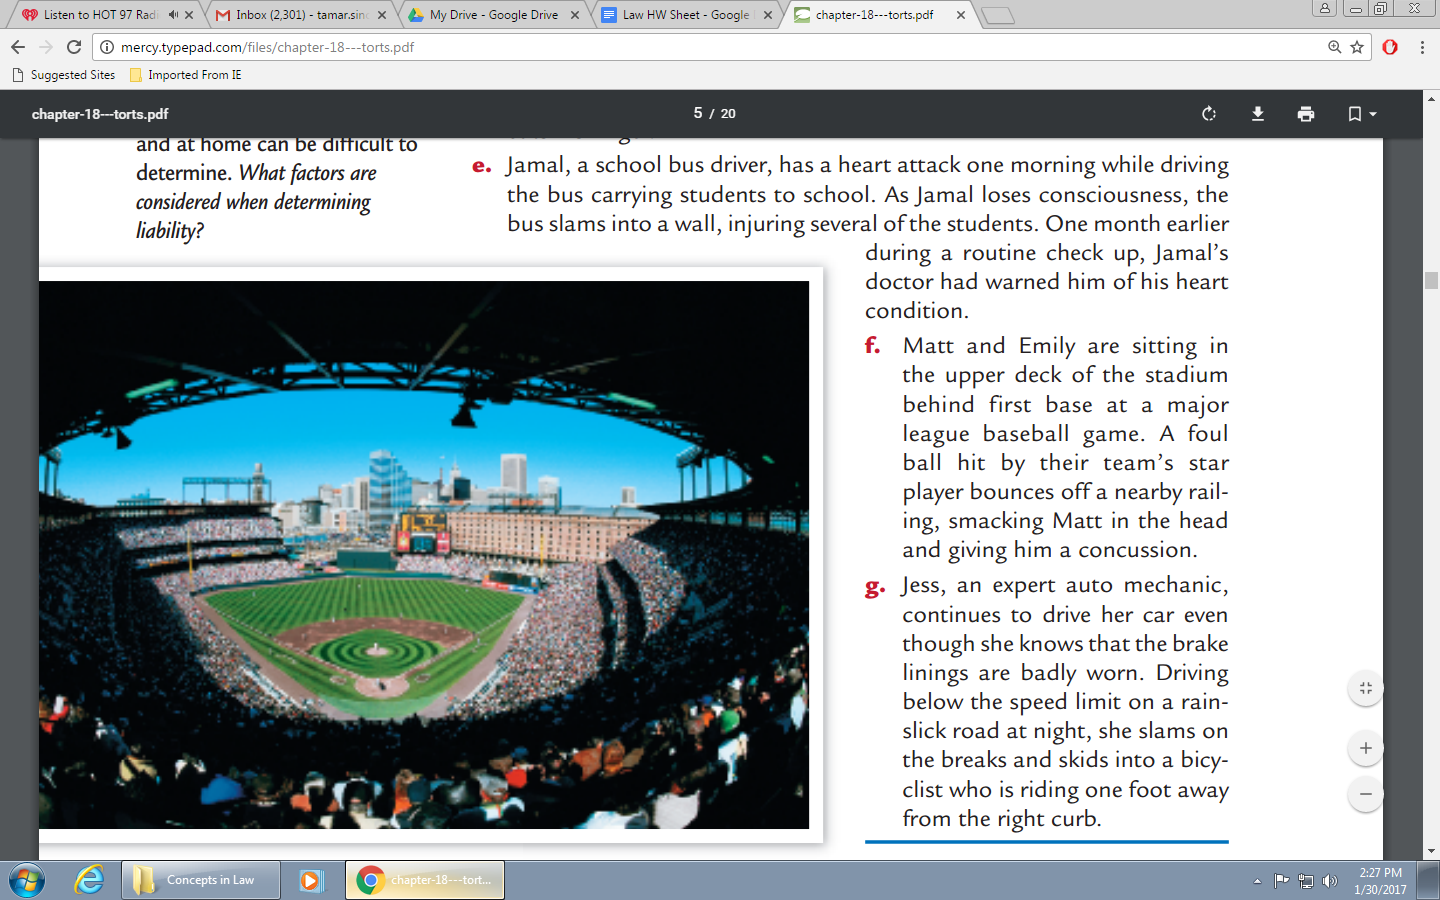 Listen to HOT 97 Radi
Inbox (2,301) - tamar.sin
My Drive - Google Drive
Law HW Sheet - Google
chapter-18---torts.pdf
mercy.typepad.com/files/chapter-18---torts.pdf
Suggested Sites
Imported From IE
chapter-18---torts.pdf
5 / 20
and at home can be difficult to
determine. What factors are
considered when determining
liability?
e. Jamal, a school bus driver, has a heart attack one morning while driving
the bus carrying students to school. As Jamal loses consciousness, the
bus slams into a wall, injuring several of the students. One month earlier
during a routine check up, Jamal's
doctor had warned him of his heart
condition.
f. Matt and Emily are sitting in
the upper deck of the stadium
behind first base at a major
league baseball game. A foul
ball hit by their team's star
player bounces off a nearby rail-
ing, smacking Matt in the head
and giving him a concussion.
g. Jess, an expert auto mechanic,
continues to drive her car even
though she knows that the brake
linings are badly worn. Driving
below the speed limit on a rain-
slick road at night, she slams on
the breaks and skids into a bicy-
clist who is riding one foot away
from the right curb.
Concepts in Law
chapter-18---tort...
2:27 PM
1/30/2017